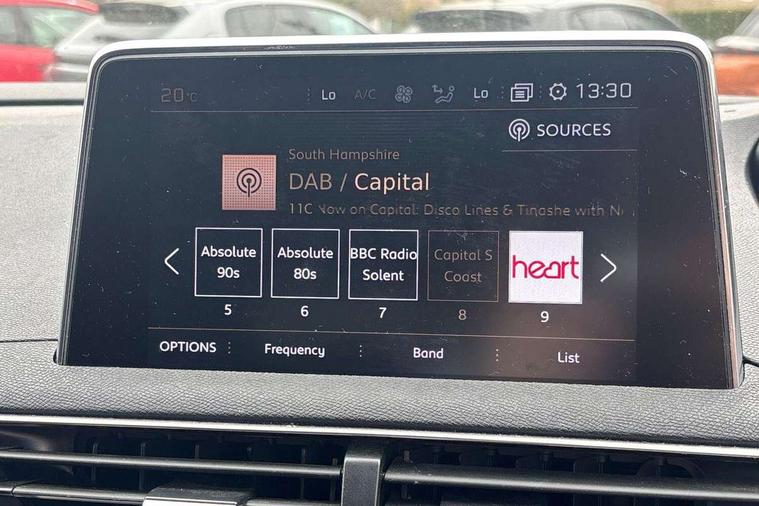 20°C Lo A/C Lo 13:30
SOURCES
South Hampshire
DAB / Capital
11C Now on Capital: Disco Lines & Tinashe with N
Absolute 90s
Absolute 80s
BBC Radio Solent
Capital S Coast
heart
5 6 7 8 9
OPTIONS Frequency Band List